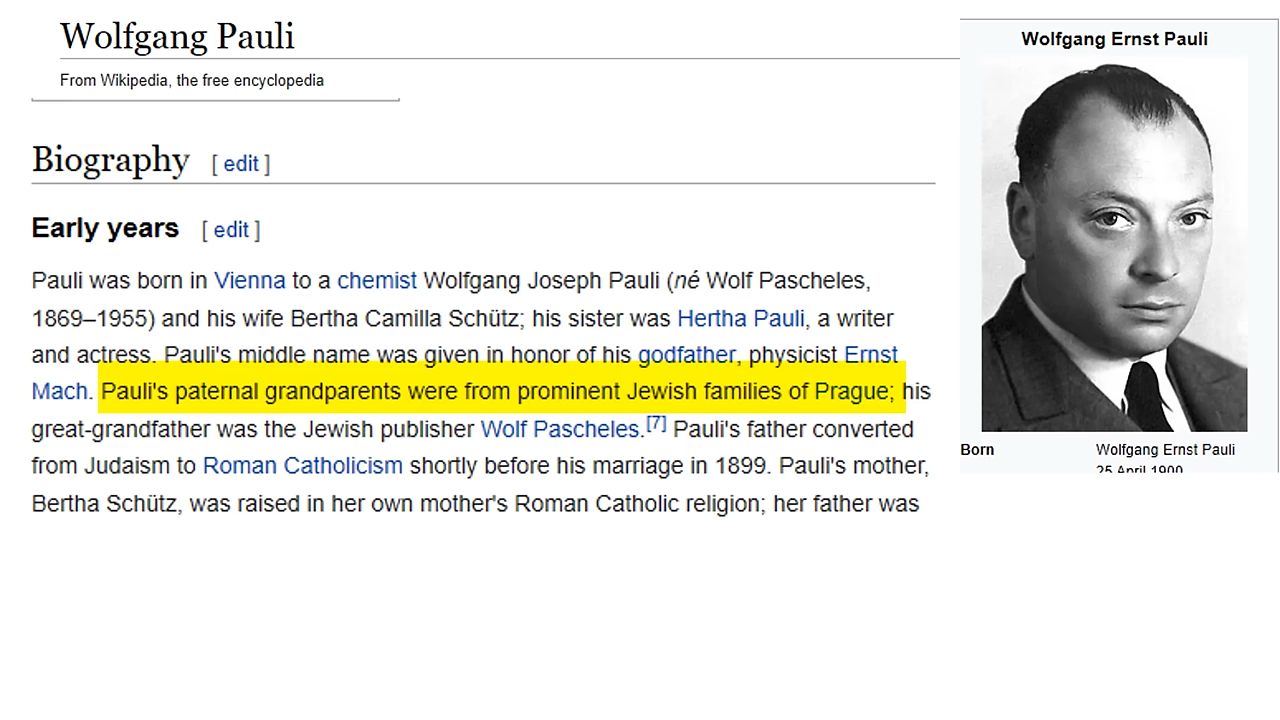 Wolfgang Pauli
From Wikipedia, the free encyclopedia
Biography [ edit ]
Early years [ edit ]
Pauli was born in Vienna to a chemist Wolfgang Joseph Pauli (né Wolf Pascheles,
1869–1955) and his wife Bertha Camilla Schütz; his sister was Hertha Pauli, a writer
and actress. Pauli's middle name was given in honor of his godfather, physicist Ernst
Mach. Pauli's paternal grandparents were from prominent Jewish families of Prague; his
great-grandfather was the Jewish publisher Wolf Pascheles.[7] Pauli's father converted
from Judaism to Roman Catholicism shortly before his marriage in 1899. Pauli's mother,
Bertha Schütz, was raised in her own mother's Roman Catholic religion; her father was
Wolfgang Ernst Pauli
Born Wolfgang Ernst Pauli
25 April 1900